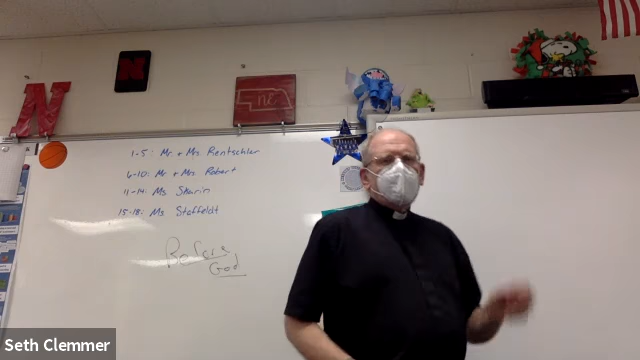 N
N
N
1-5: Mr. + Mrs. Rentschler
6-10: Mr. + Mrs. Robert
11-14: Ms. Skarin
15-18: Ms. Staffeldt
Before
God
Seth Clemmer